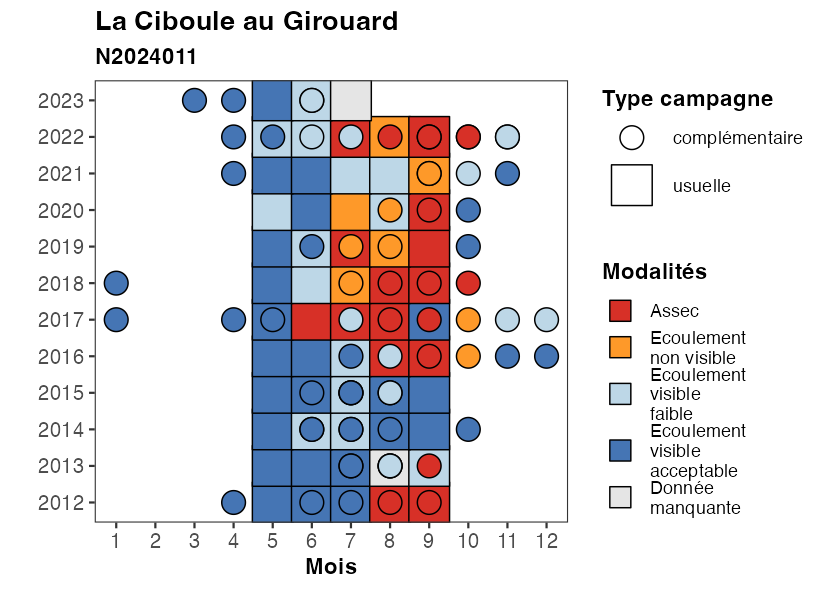 La Ciboule au Girouard
N2024011
2023
2022
2021
2020
2019
2018
2017
2016
2015
2014
2013
2012
1 2 3 4 5 6 7 8 9 10 11 12
Mois
Type campagne
complémentaire
usuelle
Modalités
Assec
Ecoulement
non visible
Ecoulement
visible
faible
Ecoulement
visible
acceptable
Donnée
manquante